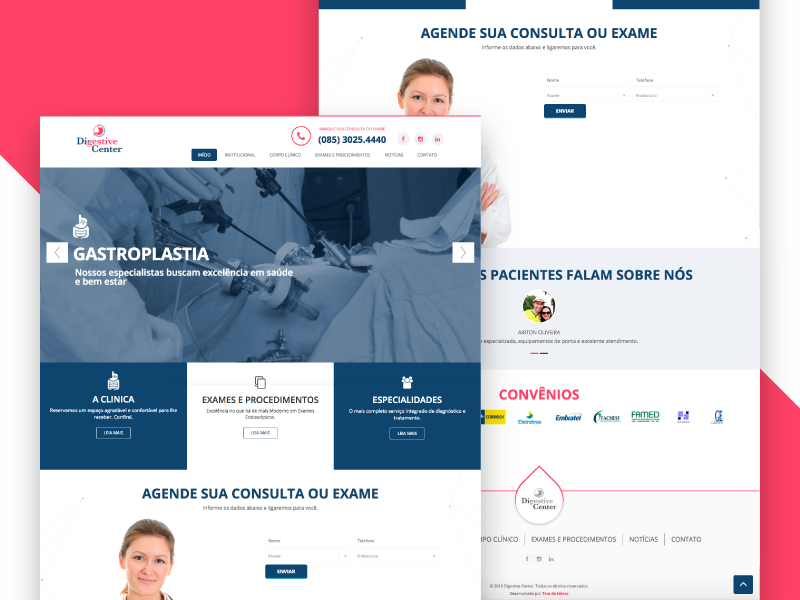 AGENDE SUA CONSULTA OU EXAME
Informe os dados abaixo e ligaremos para você.
Nome
Telefone
Exame
Endoscopia
ENVIAR
Digestive
Center
MARQUE SUA CONSULTA OU EXAME
(085) 3025.4440
INÍCIO
INSTITUCIONAL
CORPO CLÍNICO
EXAMES E PROCEDIMENTOS
NOTÍCIAS
CONTATO
GASTROPLASTIA
Nossos especialistas buscam excelência em saúde
e bem estar
A CLINICA
Reservamos um espaço agradável e confortável para lhe
receber. Confira!.
LEIA MAIS
EXAMES E PROCEDIMENTOS
Excelência no que há de mais Moderno em Exames
Endoscópicos.
LEIA MAIS
ESPECIALIDADES
O mais completo serviço integrado de diagnóstico e
tratamento.
LEIA MAIS
AGENDE SUA CONSULTA OU EXAME
Informe os dados abaixo e ligaremos para você.
Nome
Telefone
Exame
Endoscopia
ENVIAR
S PACIENTES FALAM SOBRE NÓS
AIRTON OLIVEIRA
especializada, equipamentos de ponta e excelente atendimento.
CONVÊNIOS
CORREIOS
Eletrobras
Embratel
FACHESF
FAMED
Digestive
Center
RPO CLÍNICO
EXAMES E PROCEDIMENTOS
NOTÍCIAS
CONTATO
Digestive Center. Todos os direitos reservados.
Desenvolvido por Teia de Idéias